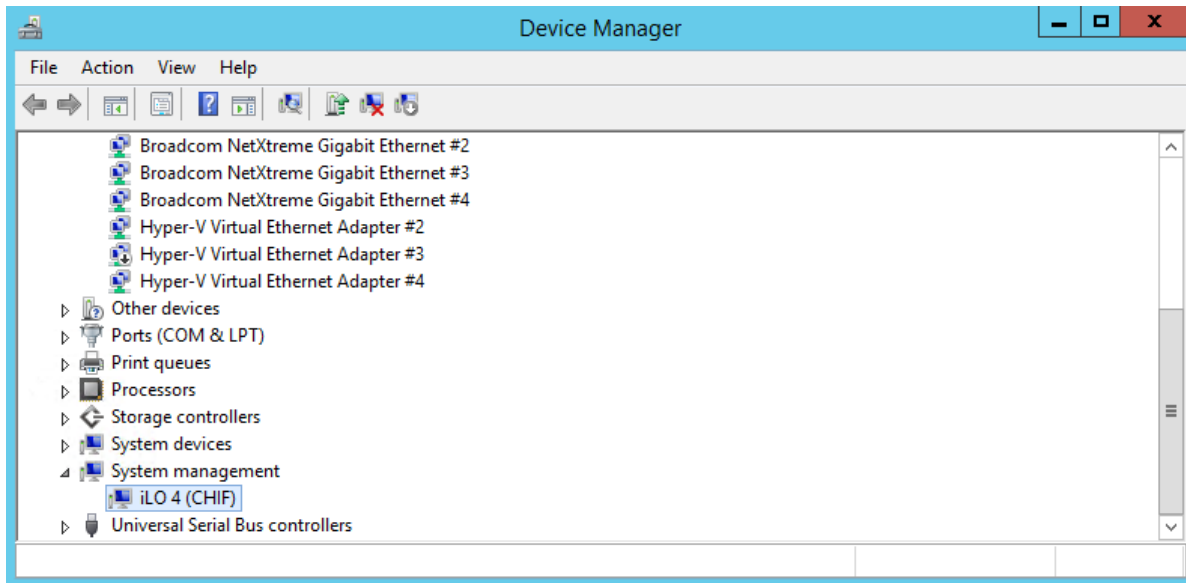 Device Manager
File Action View Help
Broadcom NetXtreme Gigabit Ethernet #2
Broadcom NetXtreme Gigabit Ethernet #3
Broadcom NetXtreme Gigabit Ethernet #4
Hyper-V Virtual Ethernet Adapter #2
Hyper-V Virtual Ethernet Adapter #3
Hyper-V Virtual Ethernet Adapter #4
Other devices
Ports (COM & LPT)
Print queues
Processors
Storage controllers
System devices
System management
iLO 4 (CHIF)
Universal Serial Bus controllers